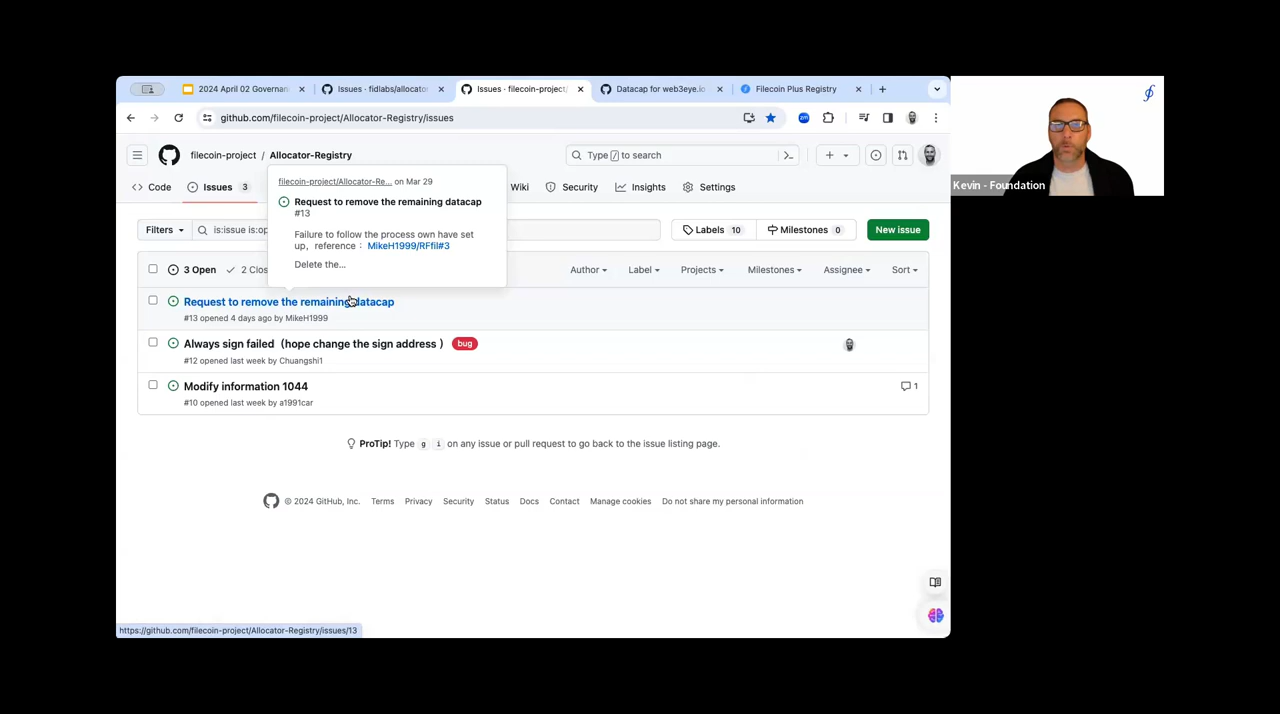 2024 April 02 Governan
Issues · fidlabs/allocator
Issues · filecoin-project/
Datacap for web3eye.io
Filecoin Plus Registry
github.com/filecoin-project/Allocator-Registry/issues
filecoin-project / Allocator-Registry
Type / to search
Code
Issues 3
Wiki
Security
Insights
Settings
filecoin-project/Allocator-Re... on Mar 29
Request to remove the remaining datacap
#13
Failure to follow the process own have set
up, reference : MikeH1999/RFfil#3
Delete the...
Filters
is:issue is:op
Labels 10
Milestones 0
New issue
3 Open
2 Clos
Author
Label
Projects
Milestones
Assignee
Sort
Request to remove the remaining datacap
#13 opened 4 days ago by MikeH1999
Always sign failed (hope change the sign address ) bug
#12 opened last week by Chuangshi1
Modify information 1044
1
#10 opened last week by a1991car
ProTip! Type g i on any issue or pull request to go back to the issue listing page.
© 2024 GitHub, Inc. Terms Privacy Security Status Docs Contact Manage cookies Do not share my personal information
https://github.com/filecoin-project/Allocator-Registry/issues/13
Kevin - Foundation